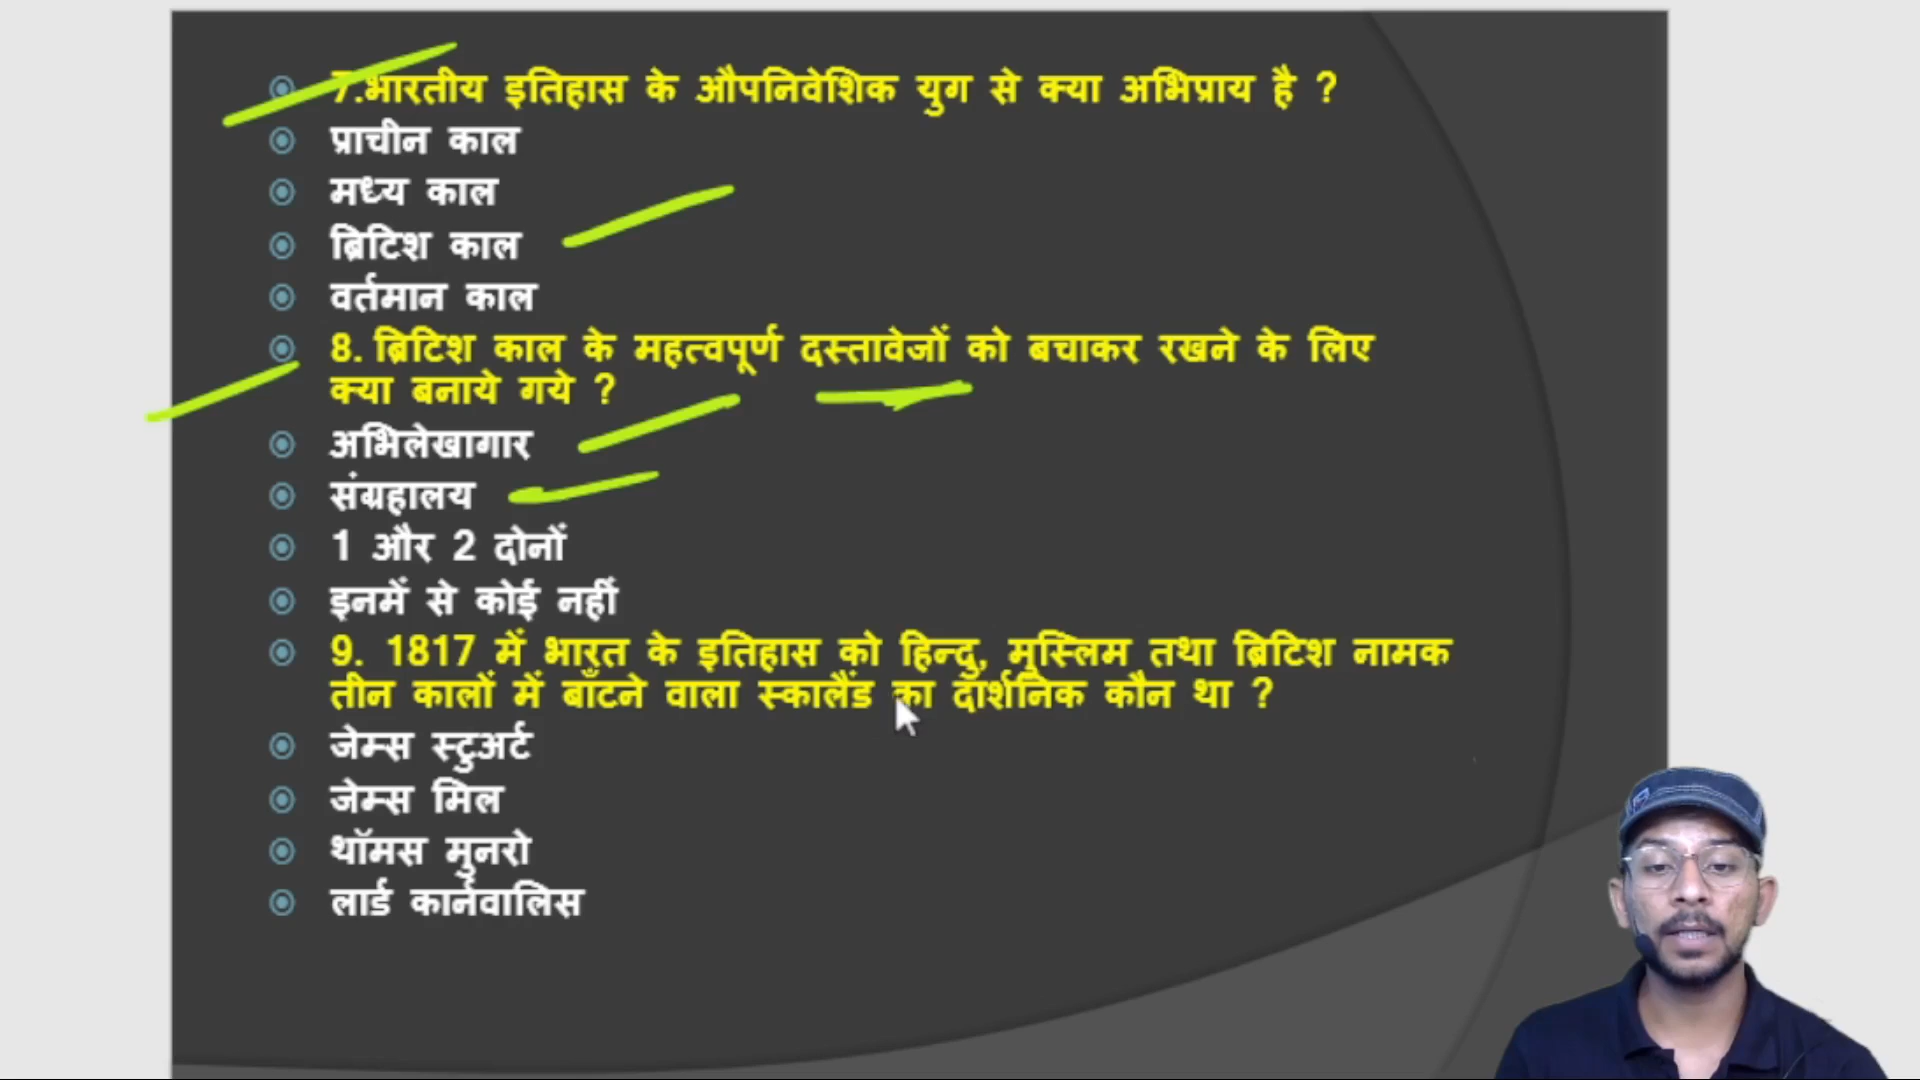 7.भारतीय इतिहास के औपनिवेशिक युग से क्या अभिप्राय है ?
प्राचीन काल
मध्य काल
ब्रिटिश काल
वर्तमान काल
8. ब्रिटिश काल के महत्वपूर्ण दस्तावेजों को बचाकर रखने के लिए
क्या बनाये गये ?
अभिलेखागार
संग्रहालय
1 और 2 दोनों
इनमें से कोई नहीं
9. 1817 में भारत के इतिहास को हिन्दु, मुस्लिम तथा ब्रिटिश नामक
तीन कालों में बाँटने वाला स्कालैंड का दार्शनिक कौन था ?
जेम्स स्टुअर्ट
जेम्स मिल
थॉमस मुनरो
लार्ड कार्नवालिस